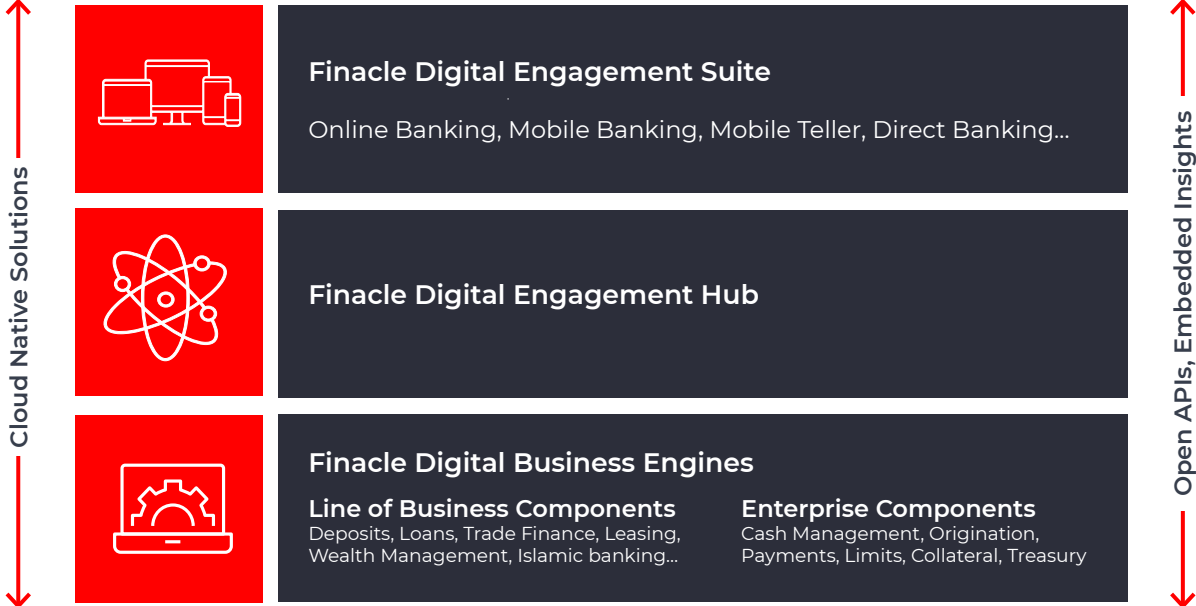 Cloud Native Solutions
Finacle Digital Engagement Suite
Online Banking, Mobile Banking, Mobile Teller, Direct Banking...
Finacle Digital Engagement Hub
Finacle Digital Business Engines
Line of Business Components
Deposits, Loans, Trade Finance, Leasing,
Wealth Management, Islamic banking...
Enterprise Components
Cash Management, Origination,
Payments, Limits, Collateral, Treasury
Open APIs, Embedded Insights